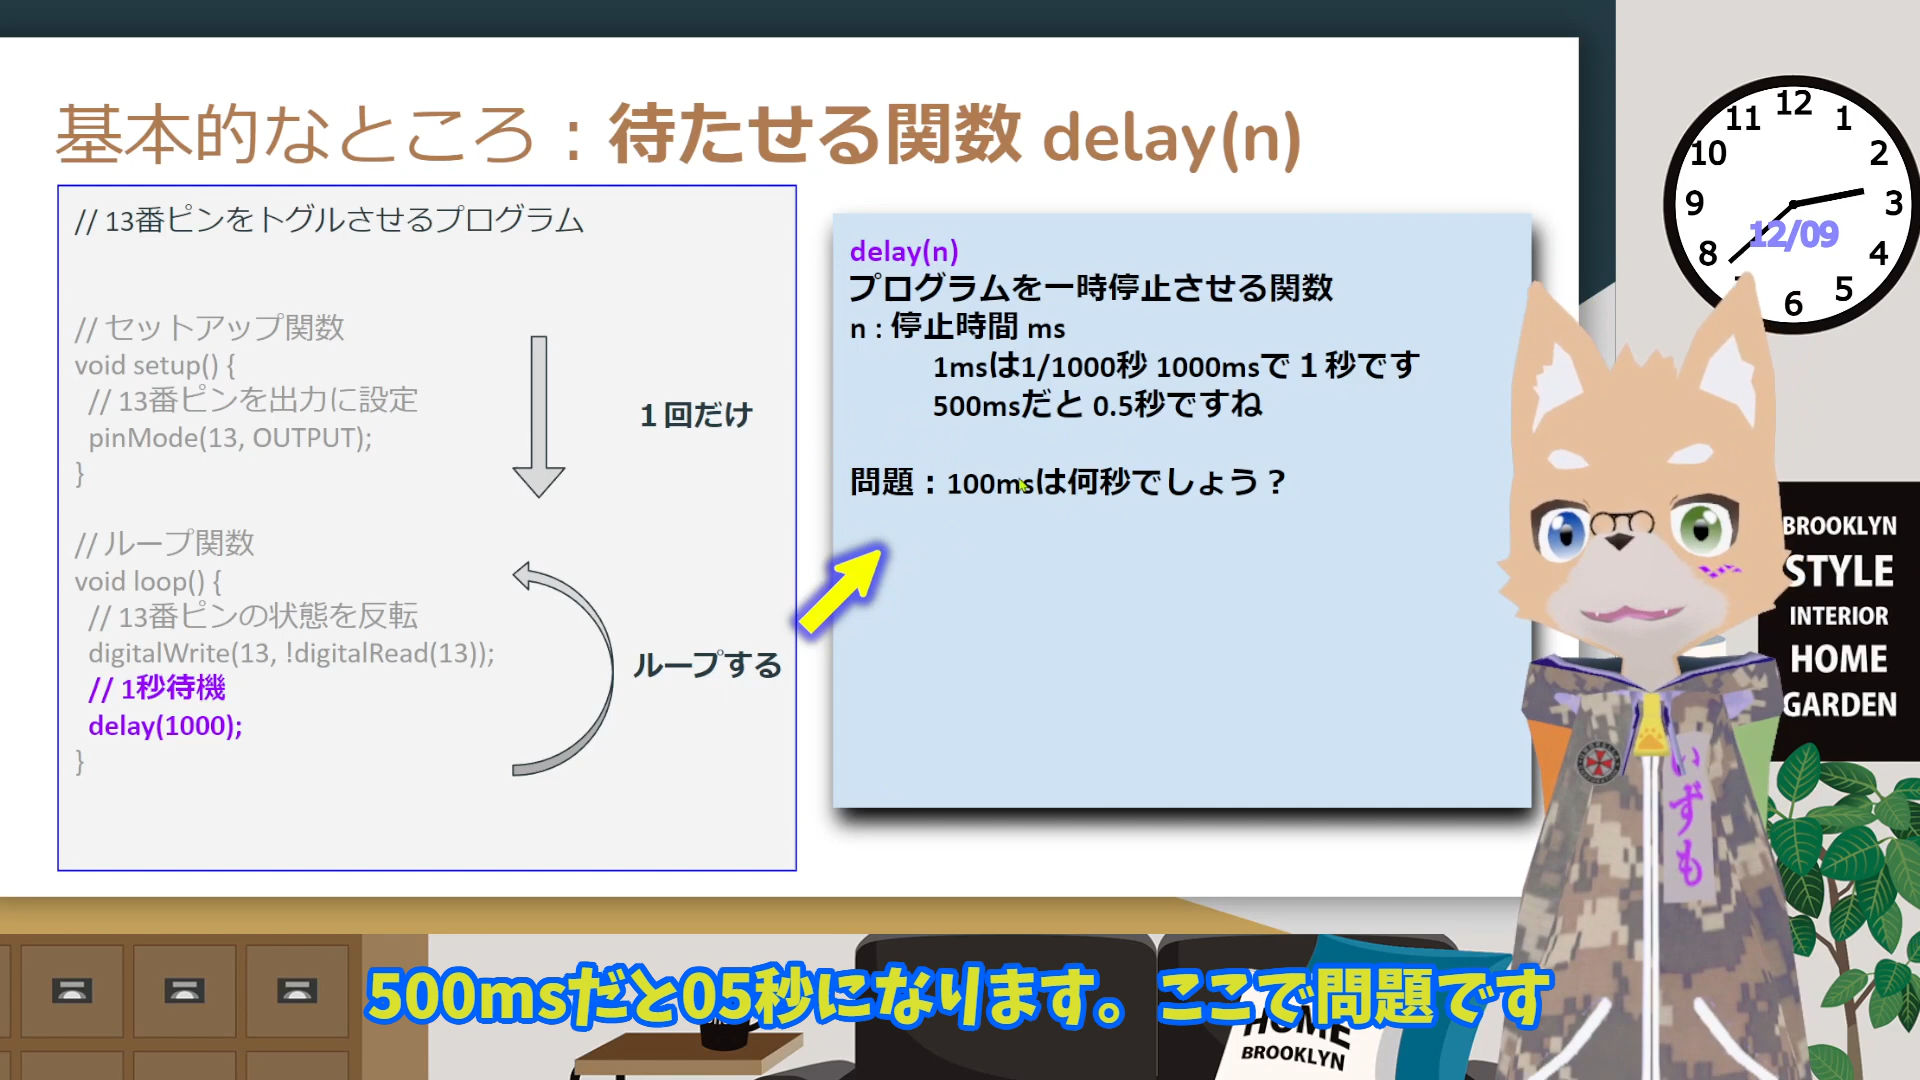 基本的なところ：待たせる関数 delay(n)
// 13番ピンをトグルさせるプログラム
// セットアップ関数
void setup() {
// 13番ピンを出力に設定
pinMode(13, OUTPUT);
}
１回だけ
// ループ関数
void loop() {
// 13番ピンの状態を反転
digitalWrite(13, !digitalRead(13));
// 1秒待機
delay(1000);
}
ループする
delay(n)
プログラムを一時停止させる関数
n : 停止時間 ms
1msは1/1000秒 1000msで１秒です
500msだと 0.5秒ですね
問題：100msは何秒でしょう？
12
1
2
3
4
5
6
8
9
10
11
12/09
BROOKLYN
STYLE
INTERIOR
HOME
GARDEN
いずも
500msだと05秒になります。ここで問題です
HOME
BROOKLYN